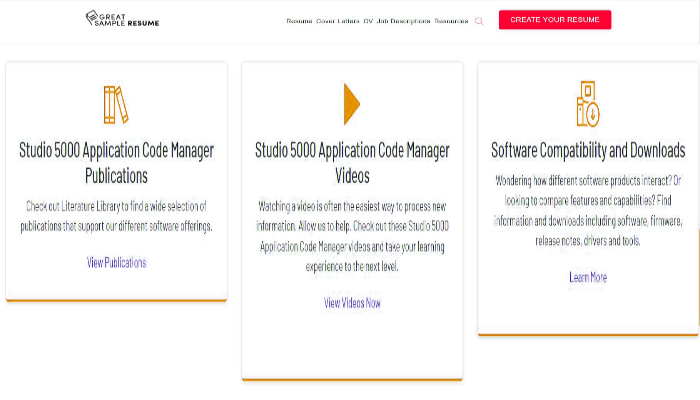 GREAT
SAMPLE RESUME
Resume Cover Letters CV Job Descriptions Resources
CREATE YOUR RESUME
Studio 5000 Application Code Manager
Publications
Check out Literature Library to find a wide selection of
publications that support our different software offerings.
View Publications
Studio 5000 Application Code Manager
Videos
Watching a video is often the easiest way to process new
information. Allow us to help. Check out these Studio 5000
Application Code Manager videos and take your learning
experience to the next level.
View Videos Now
Software Compatibility and Downloads
Wondering how different software products interact? Or
looking to compare features and capabilities? Find
information and downloads including software, firmware,
release notes, drivers and tools.
Learn More